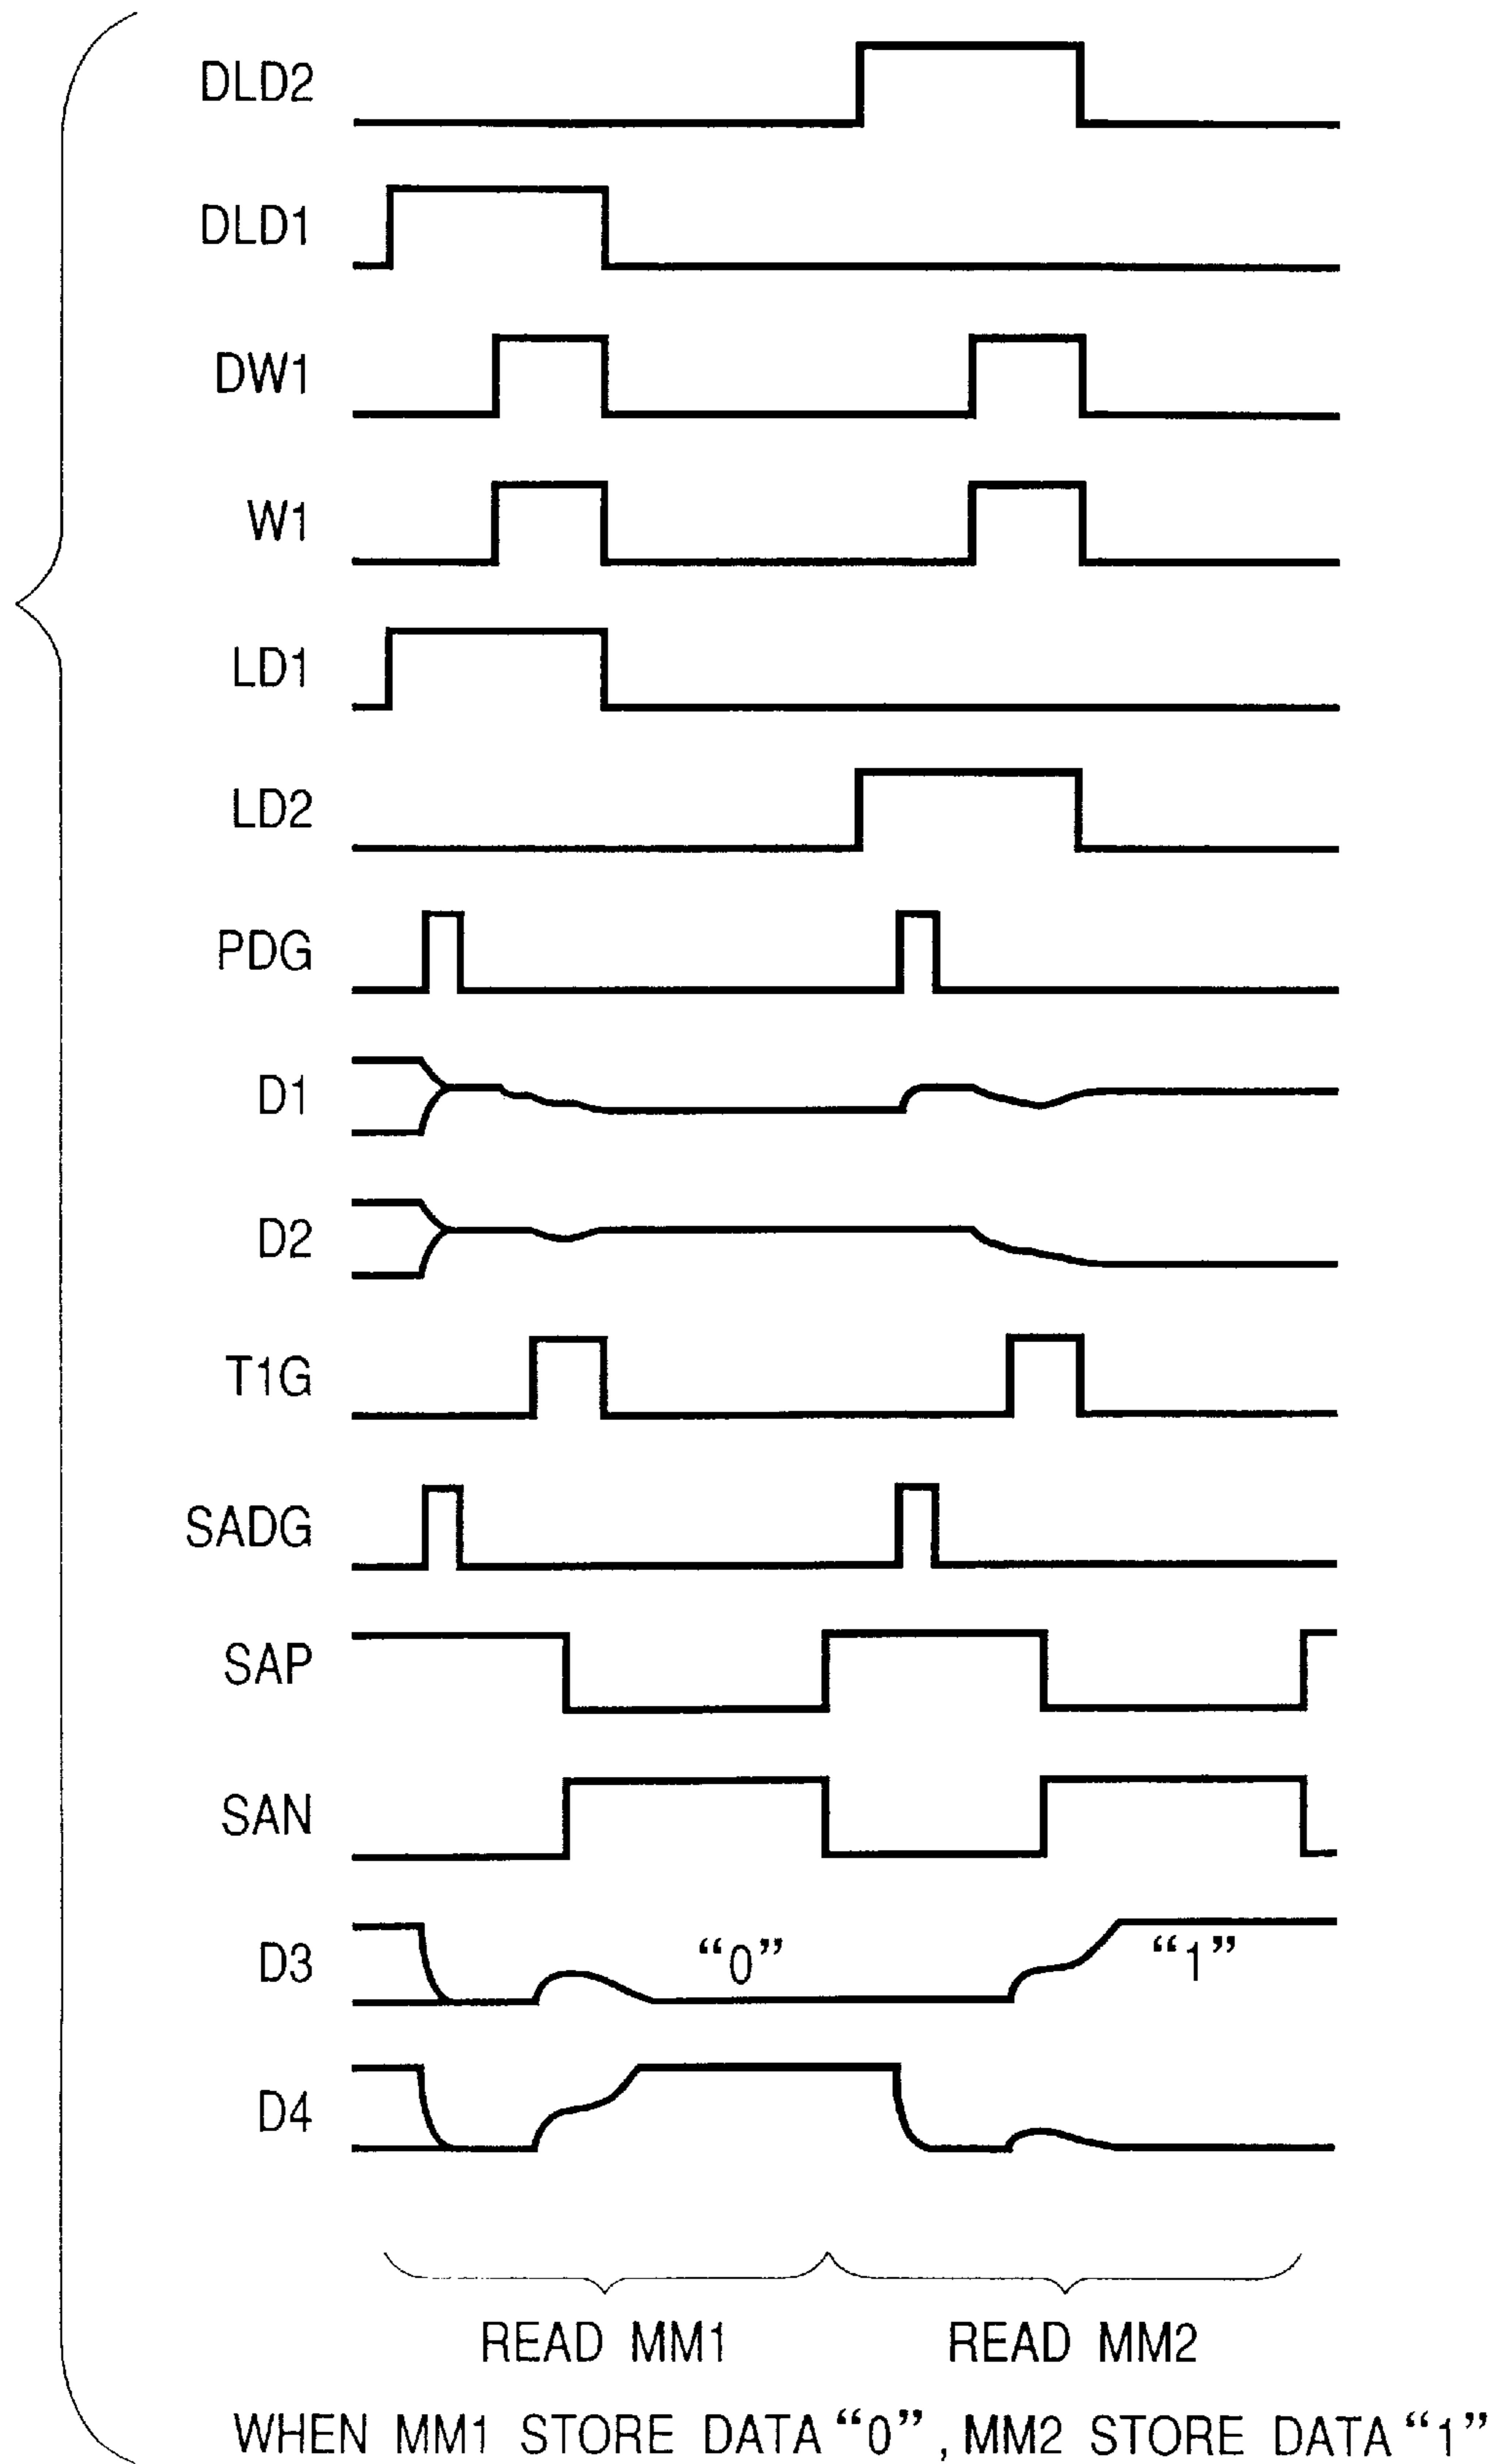 DLD2
DLD1
DW1
W1
LD1
LD2
PDG
D1
D2
T1G
SADG
SAP
SAN
D3 “0” “1”
D4
READ MM1 READ MM2
WHEN MM1 STORE DATA“0”, MM2 STORE DATA“1”